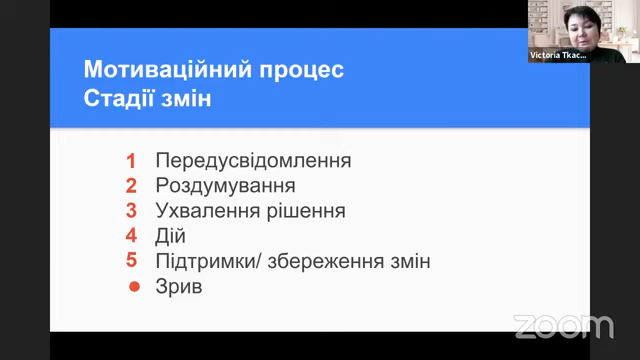 Мотиваційний процес
Стадії змін
1 Передусвідомлення
2 Роздумування
3 Ухвалення рішення
4 Дій
5 Підтримки/ збереження змін
● Зрив
Victoria Tkac...
zoom